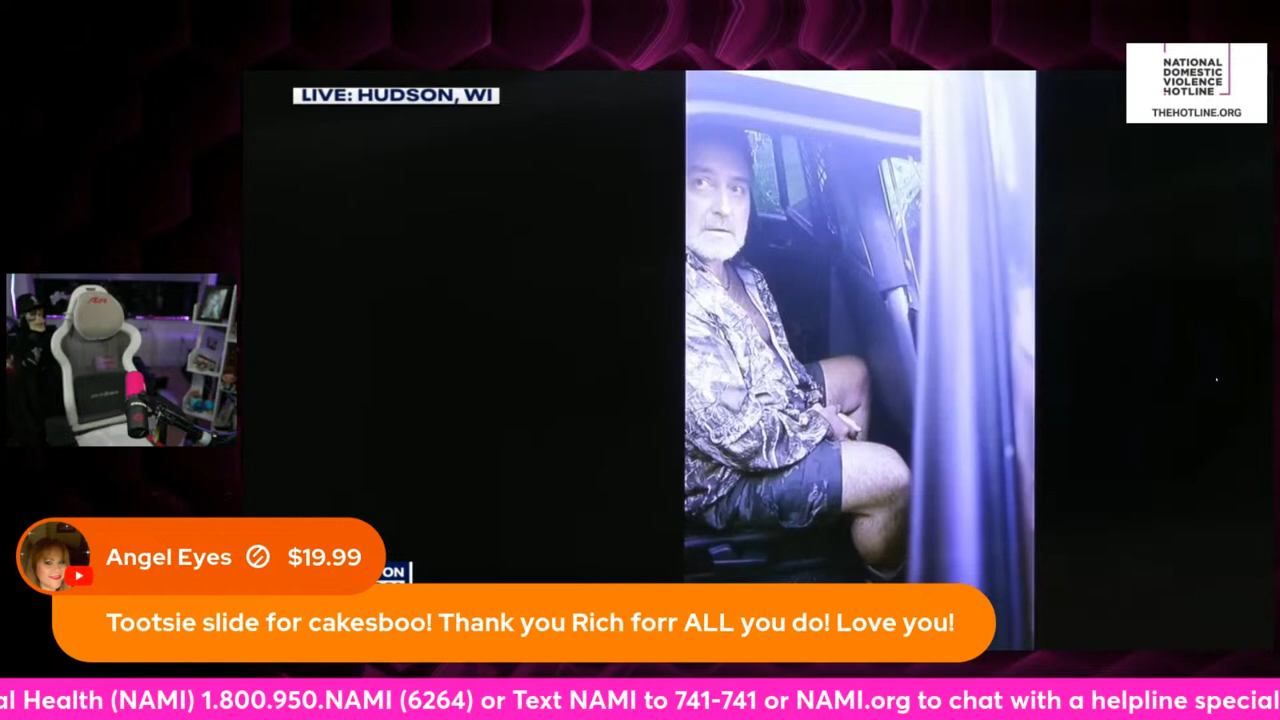 LIVE: HUDSON, WI
NATIONAL
DOMESTIC
VIOLENCE
HOTLINE
THEHOTLINE.ORG
Angel Eyes $19.99
ON
Tootsie slide for cakesboo! Thank you Rich forr ALL you do! Love you!
al Health (NAMI) 1.800.950.NAMI (6264) or Text NAMI to 741-741 or NAMI.org to chat with a helpline special